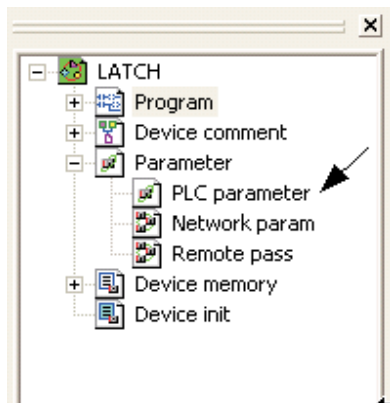 LATCH
Program
Device comment
Parameter
PLC parameter
Network param
Remote pass
Device memory
Device init